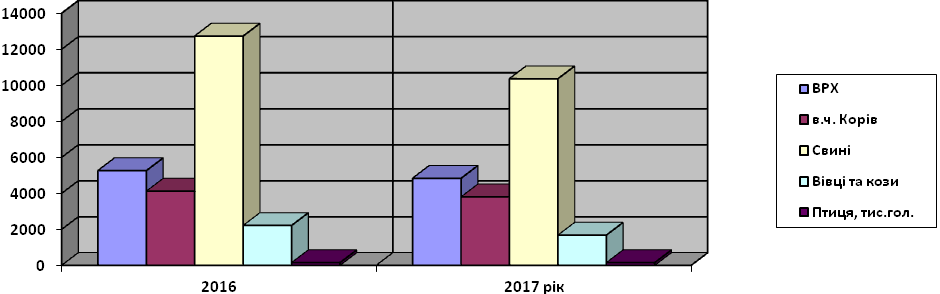 14000
12000
10000
8000
6000
4000
2000
0
2016
2017 рік
ВРХ
в.ч. Корів
Свині
Вівці та кози
Птиця, тис.гол.